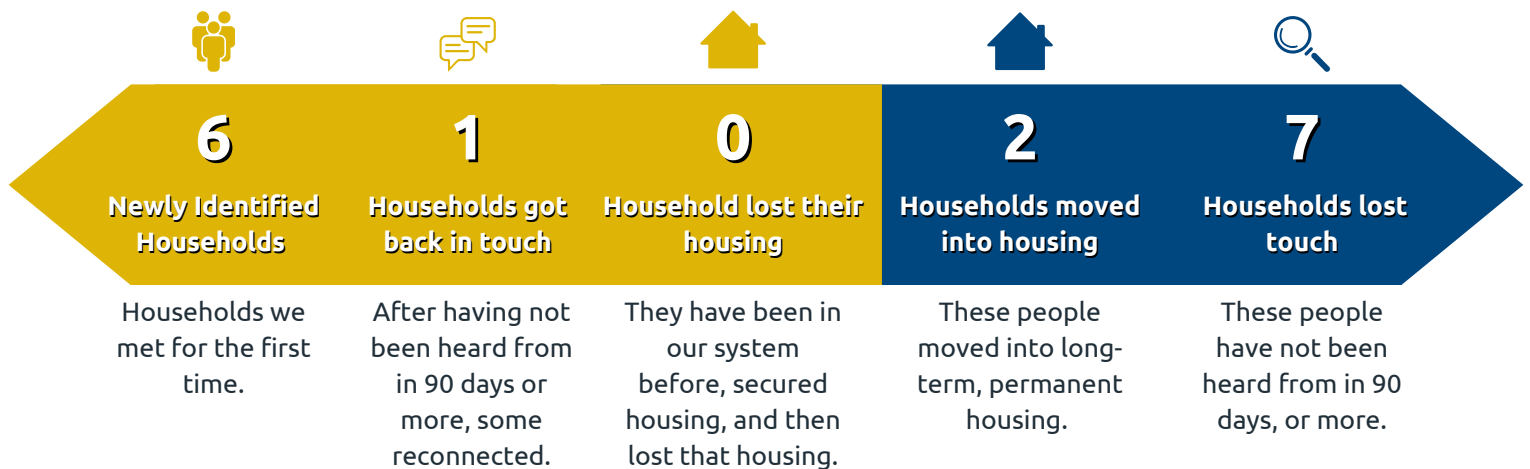 6
Newly Identified
Households
Households we
met for the first
time.
1
Households got
back in touch
After having not
been heard from
in 90 days or
more, some
reconnected.
0
Household lost their
housing
They have been in
our system
before, secured
housing, and then
lost that housing.
2
Households moved
into housing
These people
moved into long-
term, permanent
housing.
7
Households lost
touch
These people
have not been
heard from in 90
days, or more.